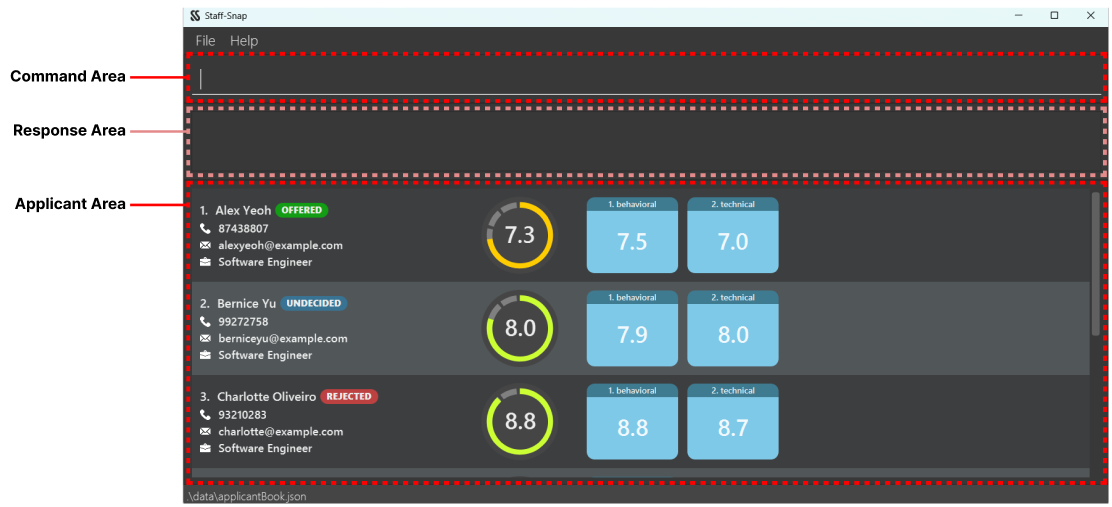 Staff-Snap
File Help
Command Area
Response Area
Applicant Area
1. Alex Yeoh OFFERED
87438807
alexyeoh@example.com
Software Engineer
7.3
1. behavioral
7.5
2. technical
7.0
2. Bernice Yu UNDECIDED
99272758
berniceyu@example.com
Software Engineer
8.0
1. behavioral
7.9
2. technical
8.0
3. Charlotte Oliveiro REJECTED
93210283
charlotte@example.com
Software Engineer
8.8
1. behavioral
8.8
2. technical
8.7
.\data\applicantBook.json